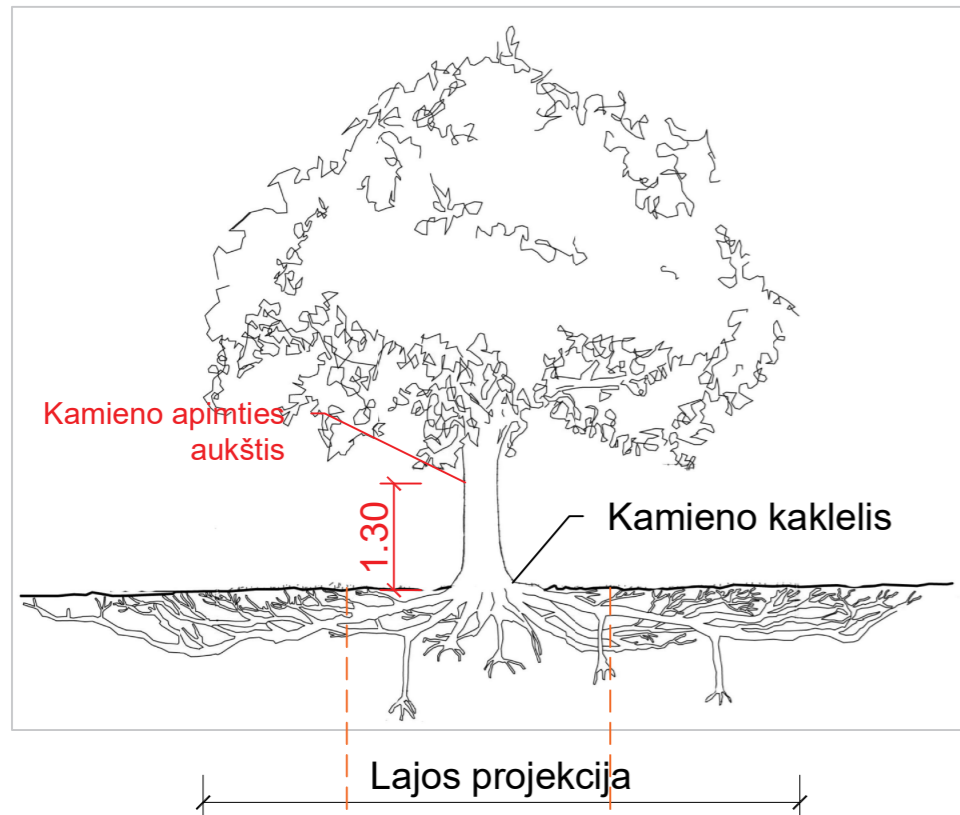 Kamieno apimties
aukštis
1.30
Kamieno kaklelis
Lajos projekcija